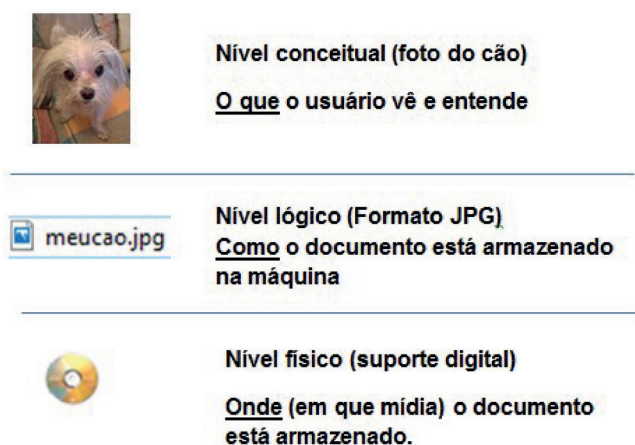 Nível conceitual (foto do cão)
O que o usuário vê e entende
meucao.jpg
Nível lógico (Formato JPG)
Como o documento está armazenado
na máquina
Nível físico (suporte digital)
Onde (em que mídia) o documento
está armazenado.